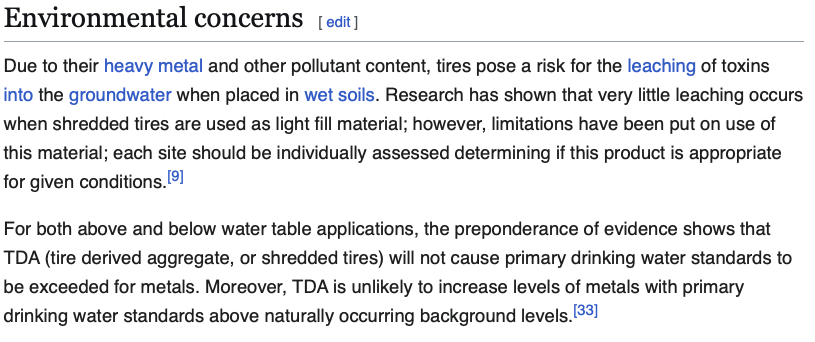 Environmental concerns [ edit ]
Due to their heavy metal and other pollutant content, tires pose a risk for the leaching of toxins
into the groundwater when placed in wet soils. Research has shown that very little leaching occurs
when shredded tires are used as light fill material; however, limitations have been put on use of
this material; each site should be individually assessed determining if this product is appropriate
for given conditions.[9]
For both above and below water table applications, the preponderance of evidence shows that
TDA (tire derived aggregate, or shredded tires) will not cause primary drinking water standards to
be exceeded for metals. Moreover, TDA is unlikely to increase levels of metals with primary
drinking water standards above naturally occurring background levels.[33]